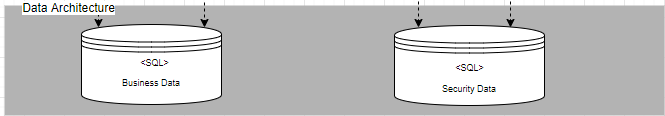 Data Architecture
<SQL>
Business Data
<SQL>
Security Data